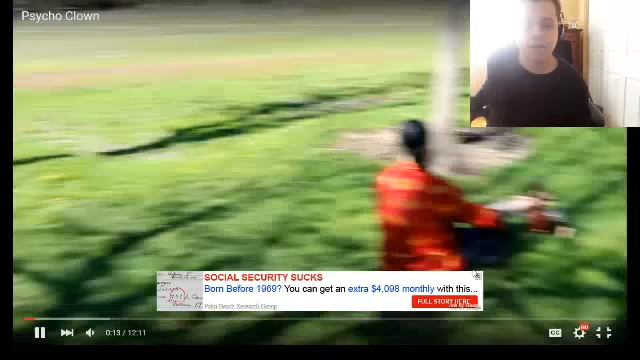 Psycho Clown
SOCIAL SECURITY SUCKS
Born Before 1969? You can get an extra $4,098 monthly with this...
Palm Beach Research Group
FULL STORY HERE
0:13 / 12:11
CC
HD